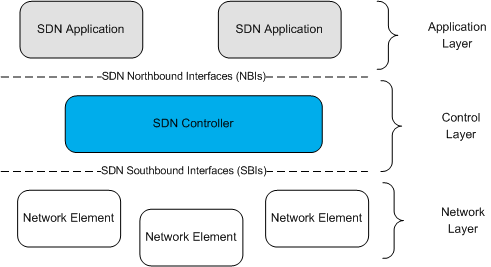 SDN Application
SDN Application
Application
Layer
SDN Northbound Interfaces (NBIs)
SDN Controller
Control
Layer
SDN Southbound Interfaces (SBIs)
Network Element
Network Element
Network Element
Network
Layer